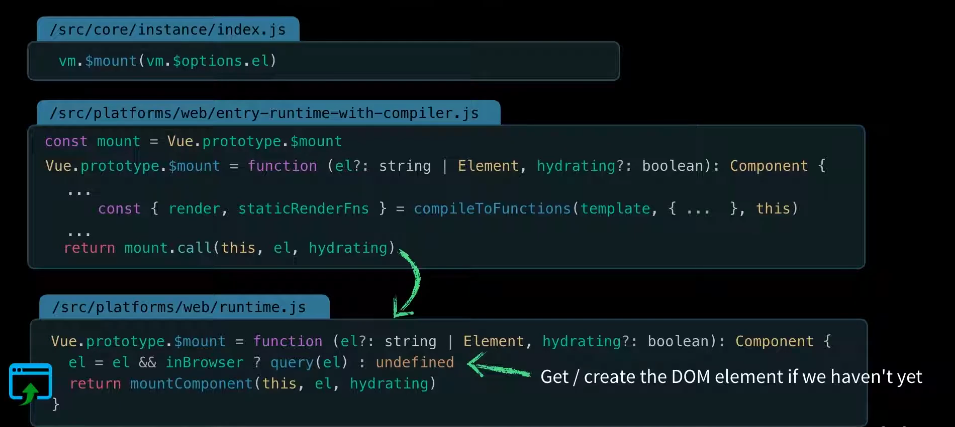 /src/core/instance/index.js
vm.$mount(vm.$options.el)
/src/platforms/web/entry-runtime-with-compiler.js
const mount = Vue.prototype.$mount
Vue.prototype.$mount = function (el?: string | Element, hydrating?: boolean): Component {
...
const { render, staticRenderFns } = compileToFunctions(template, { ... }, this)
...
return mount.call(this, el, hydrating)
/src/platforms/web/runtime.js
Vue.prototype.$mount = function (el?: string | Element, hydrating?: boolean): Component {
el = el && inBrowser ? query(el) : undefined
Get / create the DOM element if we haven't yet
return mountComponent(this, el, hydrating)
}